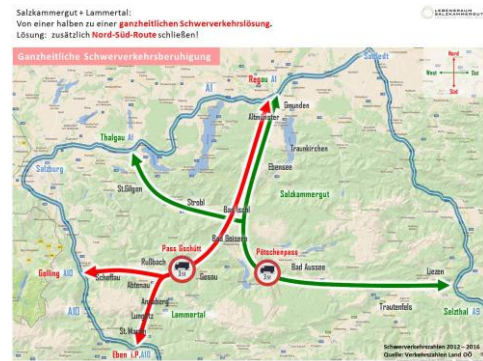 Salzkammergut + Lammertal:
Von einer halben zu einer ganzheitlichen Schwerverkehrslösung.
Lösung: zusätzlich Nord-Süd-Route schließen!
LEBENSRAUM
SALZKAMMERGUT
Ganzheitliche Schwerverkehrsberuhigung
Nord
West Ost
Süd
Regau A1
Sattledt
A1
Gmunden
Altmünster
Thalgau A1
Traunkirchen
Salzburg
Ebensee
St.Gilgen
Strobl
Salzkammergut
Bad Ischl
Bad Goisern
Pass Gschütt
Pötschenpass
Rußbach
Golling A10
Scheffau
Gosau
Bad Aussee
Abtenau
Liezen
Annaberg
A10
Lungötz
Lammertal
Trautenfels
Selzthal A9
St.Martin
Eben i.P. A10
Schwerverkehrszahlen 2012 – 2016
Quelle: Verkehrszahlen Land OÖ